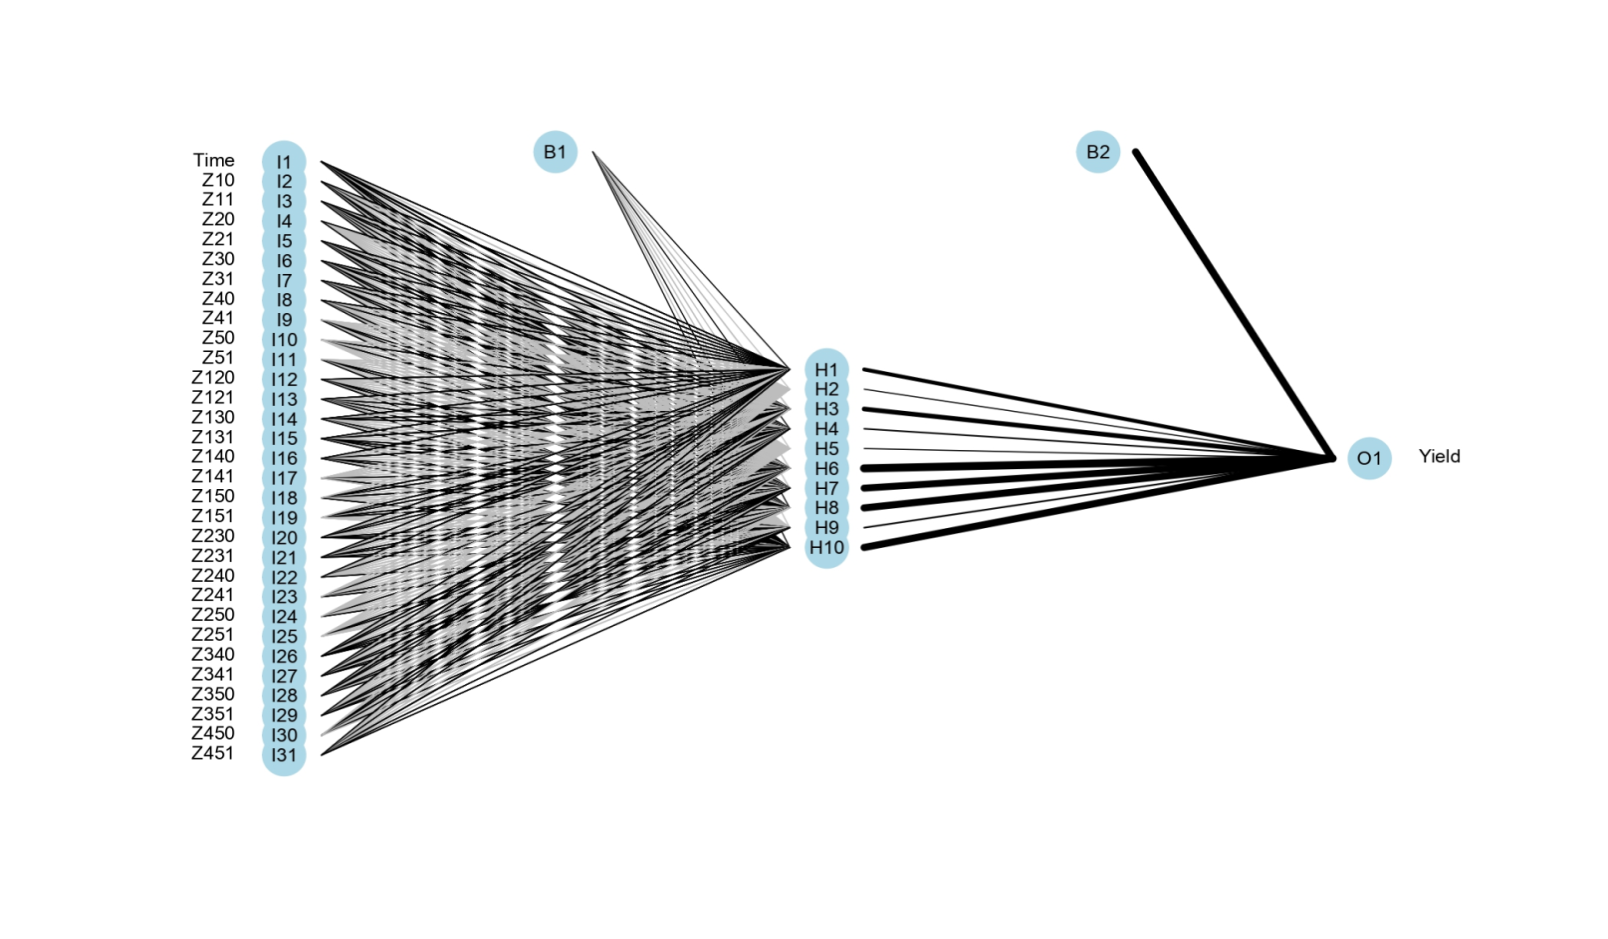 Time I1 B1 B2
Z10 I2
Z11 I3
Z20 I4
Z21 I5
Z30 I6
Z31 I7
Z40 I8
Z41 I9
Z50 I10
Z51 I11 H1
Z120 I12 H2
Z121 I13 H3
Z130 I14 H4
Z131 I15 H5
Z140 I16 H6 O1 Yield
Z141 I17 H7
Z150 I18 H8
Z151 I19 H9
Z230 I20 H10
Z231 I21
Z240 I22
Z241 I23
Z250 I24
Z251 I25
Z340 I26
Z341 I27
Z350 I28
Z351 I29
Z450 I30
Z451 I31